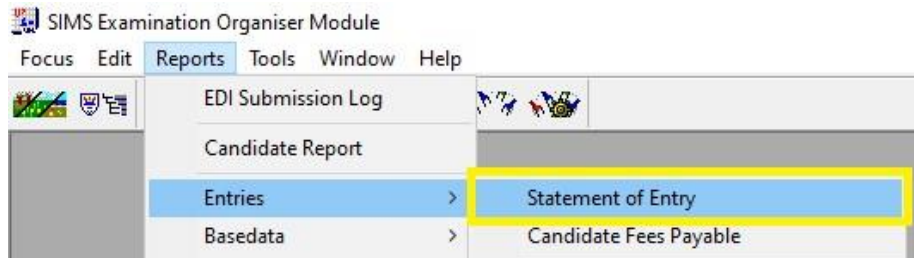 SIMS Examination Organiser Module
Focus Edit Reports Tools Window Help
EDI Submission Log
Candidate Report
Entries > Statement of Entry
Basedata > Candidate Fees Payable